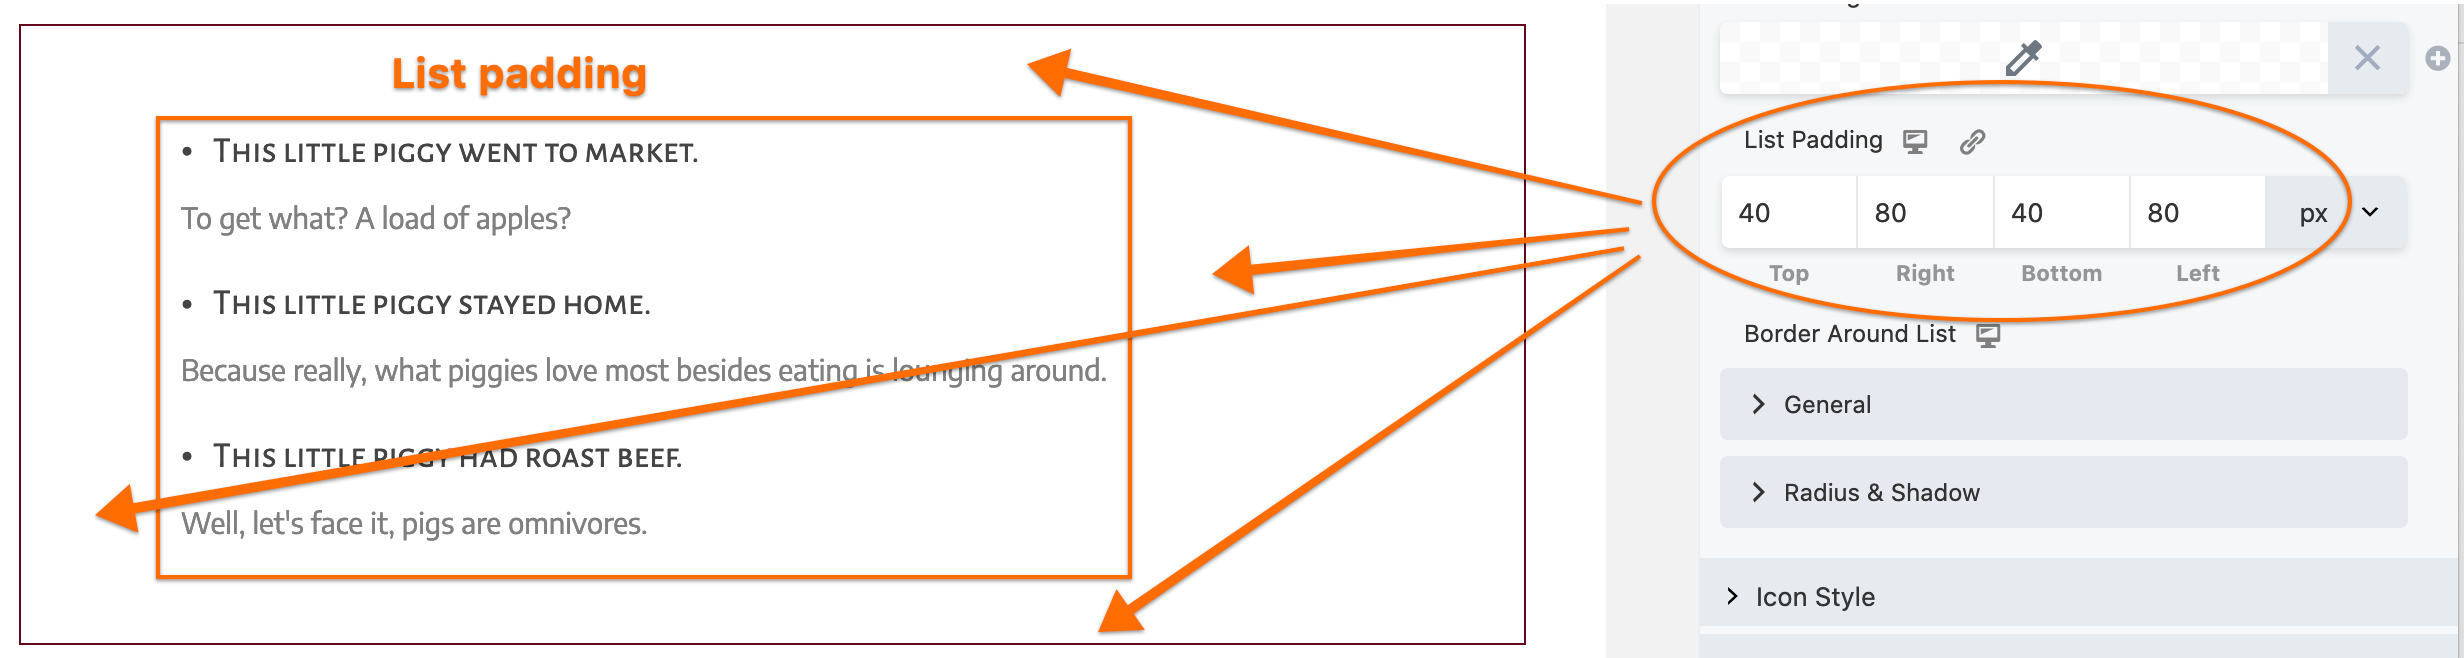 List padding
• THIS LITTLE PIGGY WENT TO MARKET.
To get what? A load of apples?
• THIS LITTLE PIGGY STAYED HOME.
Because really, what piggies love most besides eating is lounging around.
• THIS LITTLE PIGGY HAD ROAST BEEF.
Well, let's face it, pigs are omnivores.
List Padding
40 80 40 80 px
Top Right Bottom Left
Border Around List
General
Radius & Shadow
Icon Style